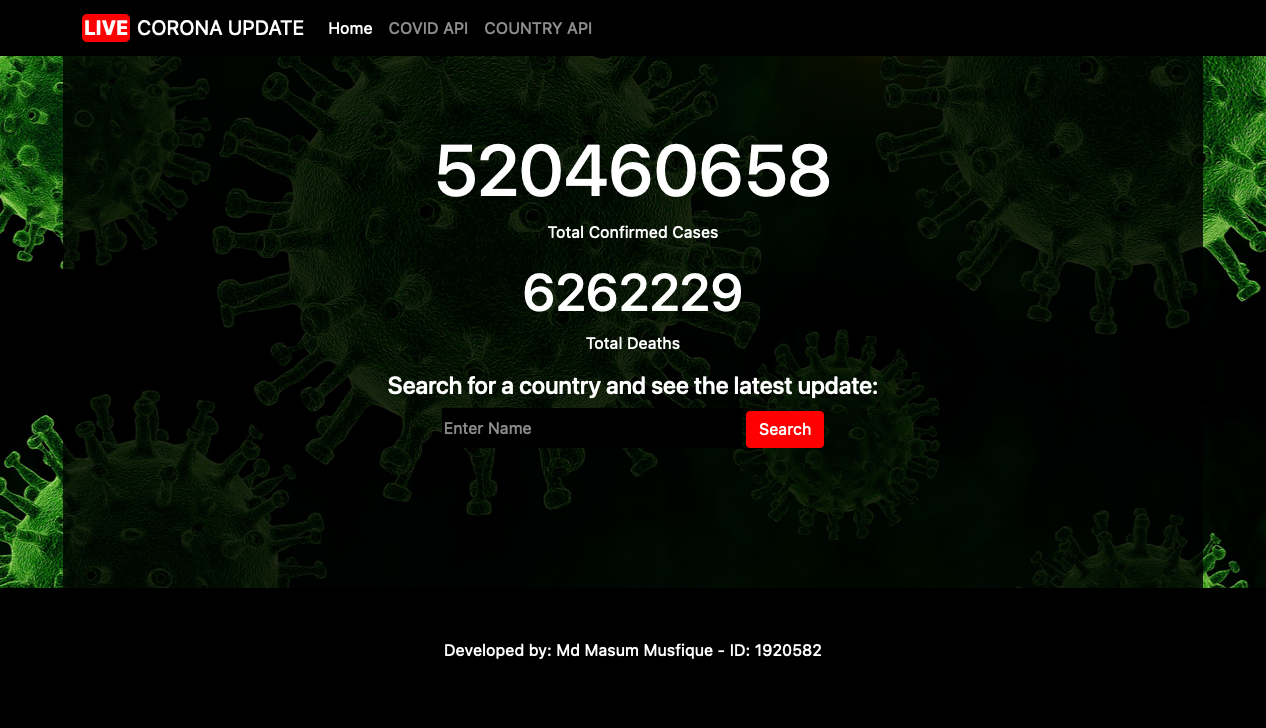 LIVE CORONA UPDATE Home COVID API COUNTRY API
520460658
Total Confirmed Cases
6262229
Total Deaths
Search for a country and see the latest update:
Enter Name Search
Developed by: Md Masum Musfique - ID: 1920582